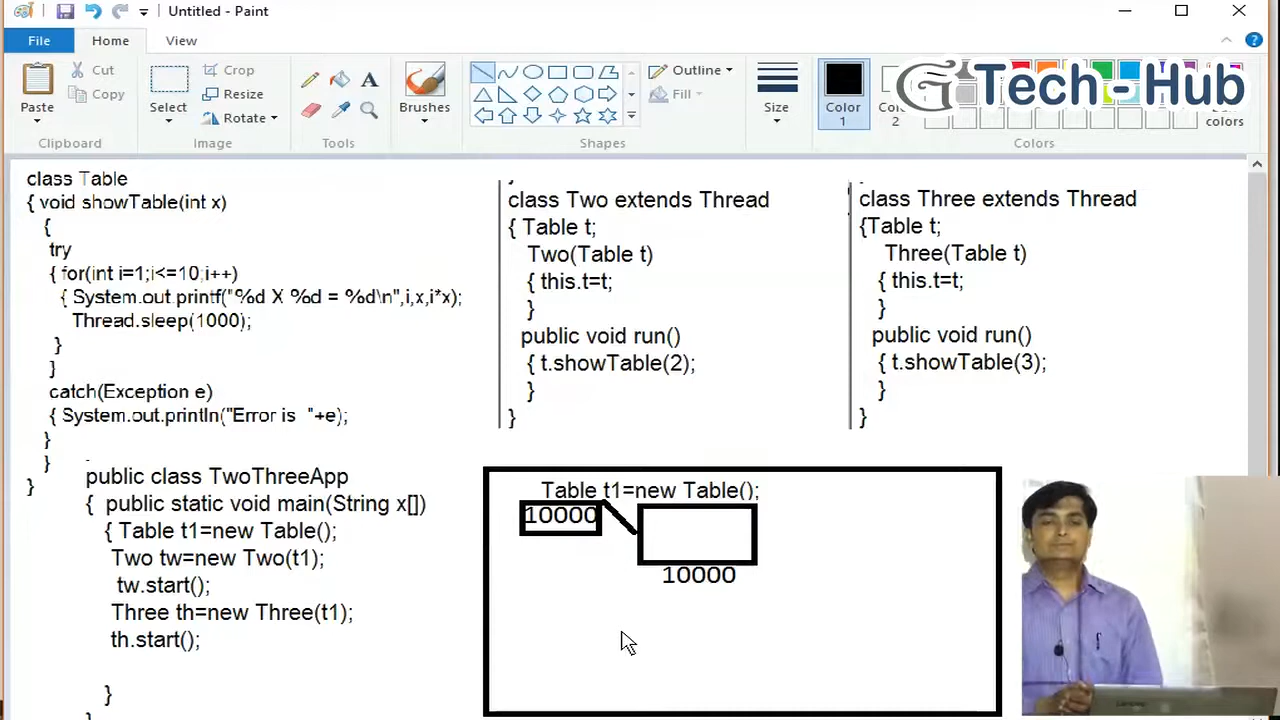 Untitled - Paint
File
Home
View
Paste
Cut
Copy
Clipboard
Select
Crop
Resize
Rotate
Image
A
Tools
Brushes
Outline
Fill
Shapes
Size
Color
1
2
colors
Colors
G Tech - Hub
class Table
{ void showTable(int x)
{
try
{ for(int i=1;i<=10;i++)
{ System.out.printf("%d X %d = %d\n",i,x,i*x);
Thread.sleep(1000);
}
}
catch(Exception e)
{ System.out.println("Error is "+e);
}
}
}
class Two extends Thread
{ Table t;
Two(Table t)
{ this.t=t;
}
public void run()
{ t.showTable(2);
}
}
class Three extends Thread
{Table t;
Three(Table t)
{ this.t=t;
}
public void run()
{ t.showTable(3);
}
}
public class TwoThreeApp
{ public static void main(String x[])
{ Table t1=new Table();
Two tw=new Two(t1);
tw.start();
Three th=new Three(t1);
th.start();
}
Table t1=new Table();
10000
10000